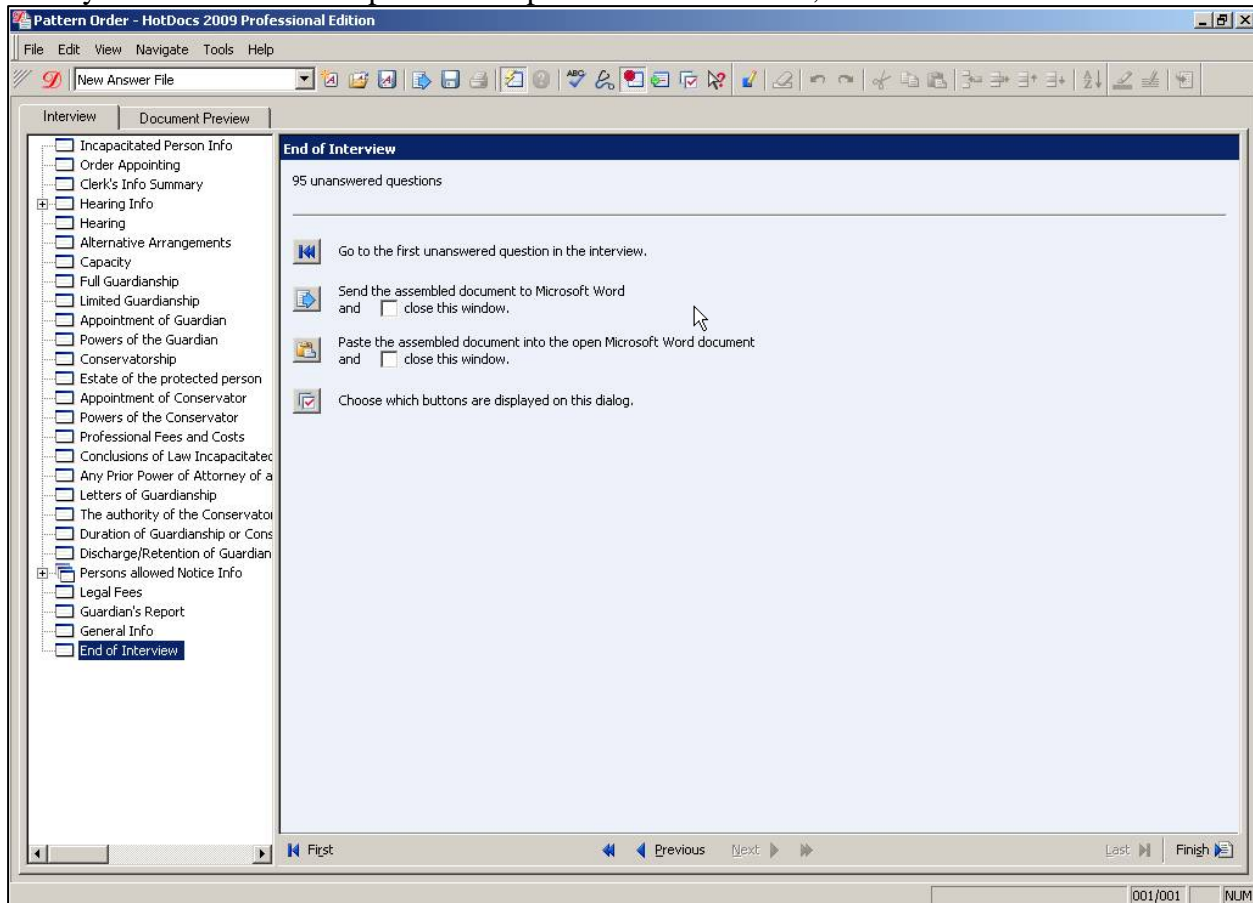 Pattern Order - HotDocs 2009 Professional Edition
File Edit View Navigate Tools Help
New Answer File
Interview Document Preview
Incapacitated Person Info
Order Appointing
Clerk's Info Summary
Hearing Info
Hearing
Alternative Arrangements
Capacity
Full Guardianship
Limited Guardianship
Appointment of Guardian
Powers of the Guardian
Conservatorship
Estate of the protected person
Appointment of Conservator
Powers of the Conservator
Professional Fees and Costs
Conclusions of Law Incapacitated
Any Prior Power of Attorney of a
Letters of Guardianship
The authority of the Conservator
Duration of Guardianship or Cons
Discharge/Retention of Guardian
Persons allowed Notice Info
Legal Fees
Guardian's Report
General Info
End of Interview
End of Interview
95 unanswered questions
Go to the first unanswered question in the interview.
Send the assembled document to Microsoft Word
and close this window.
Paste the assembled document into the open Microsoft Word document
and close this window.
Choose which buttons are displayed on this dialog.
First Previous Next Last Finish
001/001 NUM